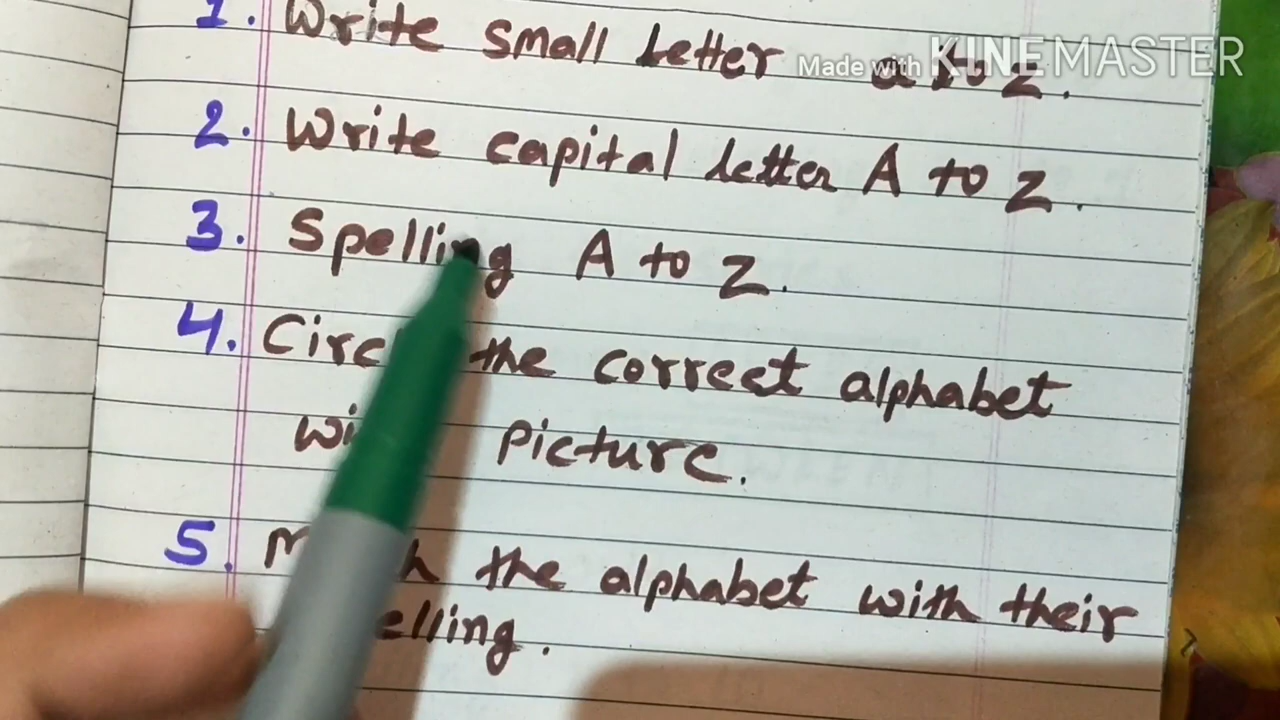 1. Write small letter a to z.
Made with KINEMASTER
2. Write capital letter A to Z.
3. Spelling A to Z.
4. the correct alphabet
picture.
5. the alphabet with their